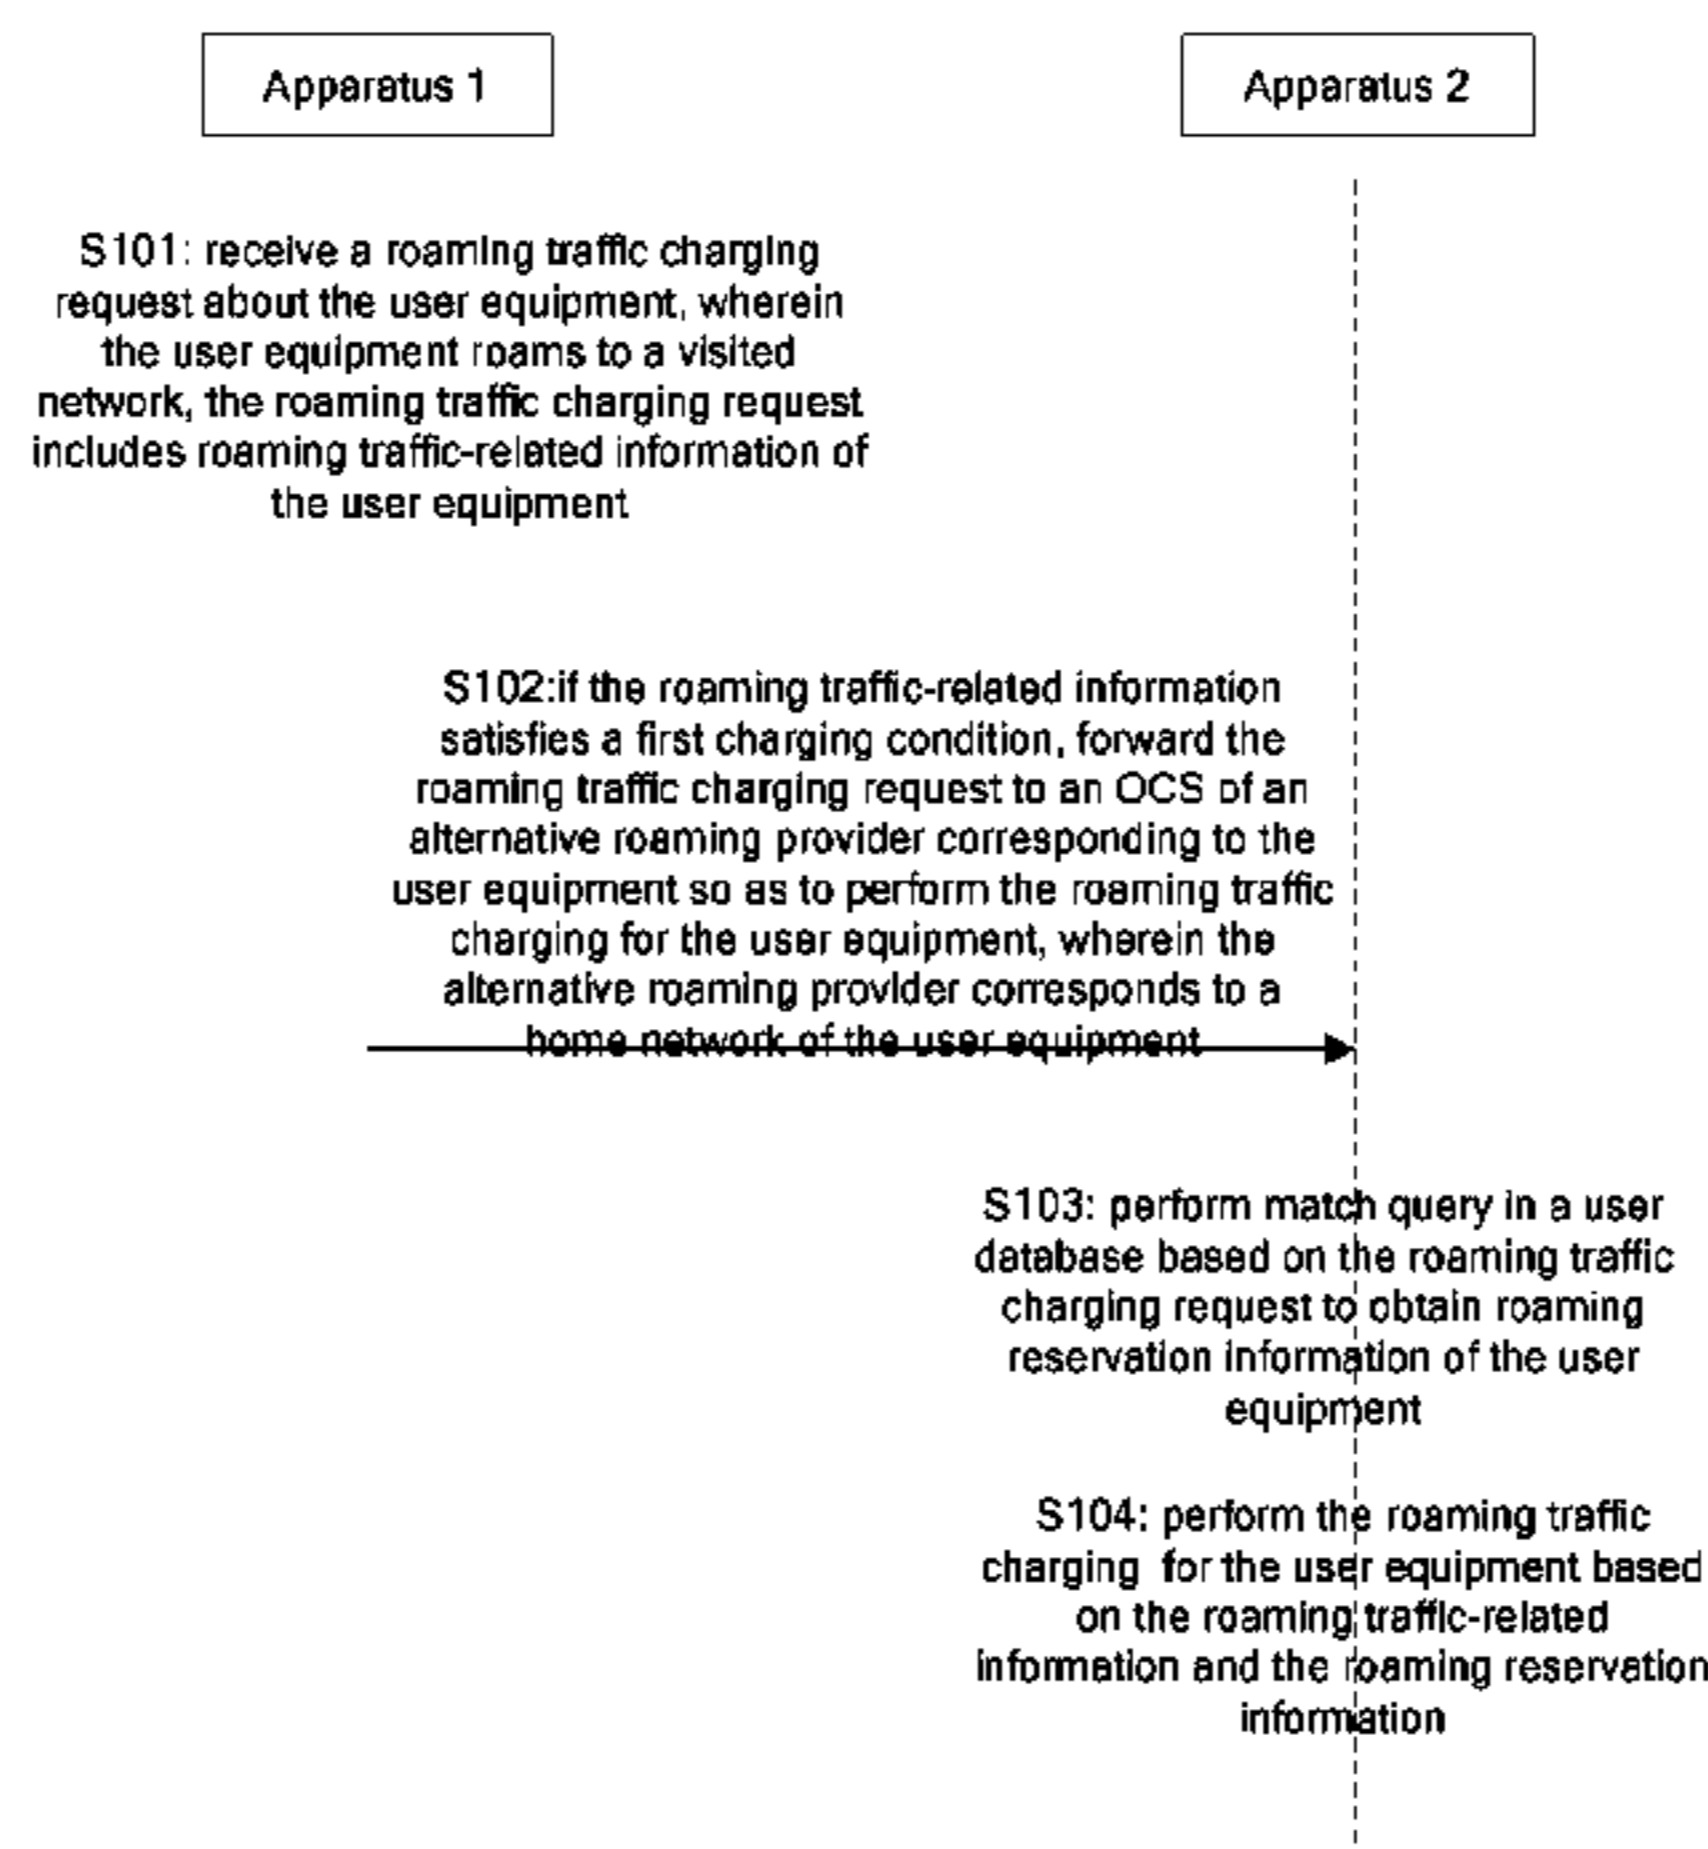 Apparatus 1
Apparatus 2
S101: receive a roaming traffic charging
request about the user equipment, wherein
the user equipment roams to a visited
network, the roaming traffic charging request
includes roaming traffic-related information of
the user equipment
S102:if the roaming traffic-related information
satisfies a first charging condition, forward the
roaming traffic charging request to an OCS of an
alternative roaming provider corresponding to the
user equipment so as to perform the roaming traffic
charging for the user equipment, wherein the
alternative roaming provider corresponds to a
home network of the user equipment
S103: perform match query in a user
database based on the roaming traffic
charging request to obtain roaming
reservation information of the user
equipment
S104: perform the roaming traffic
charging for the user equipment based
on the roaming traffic-related
information and the roaming reservation
information